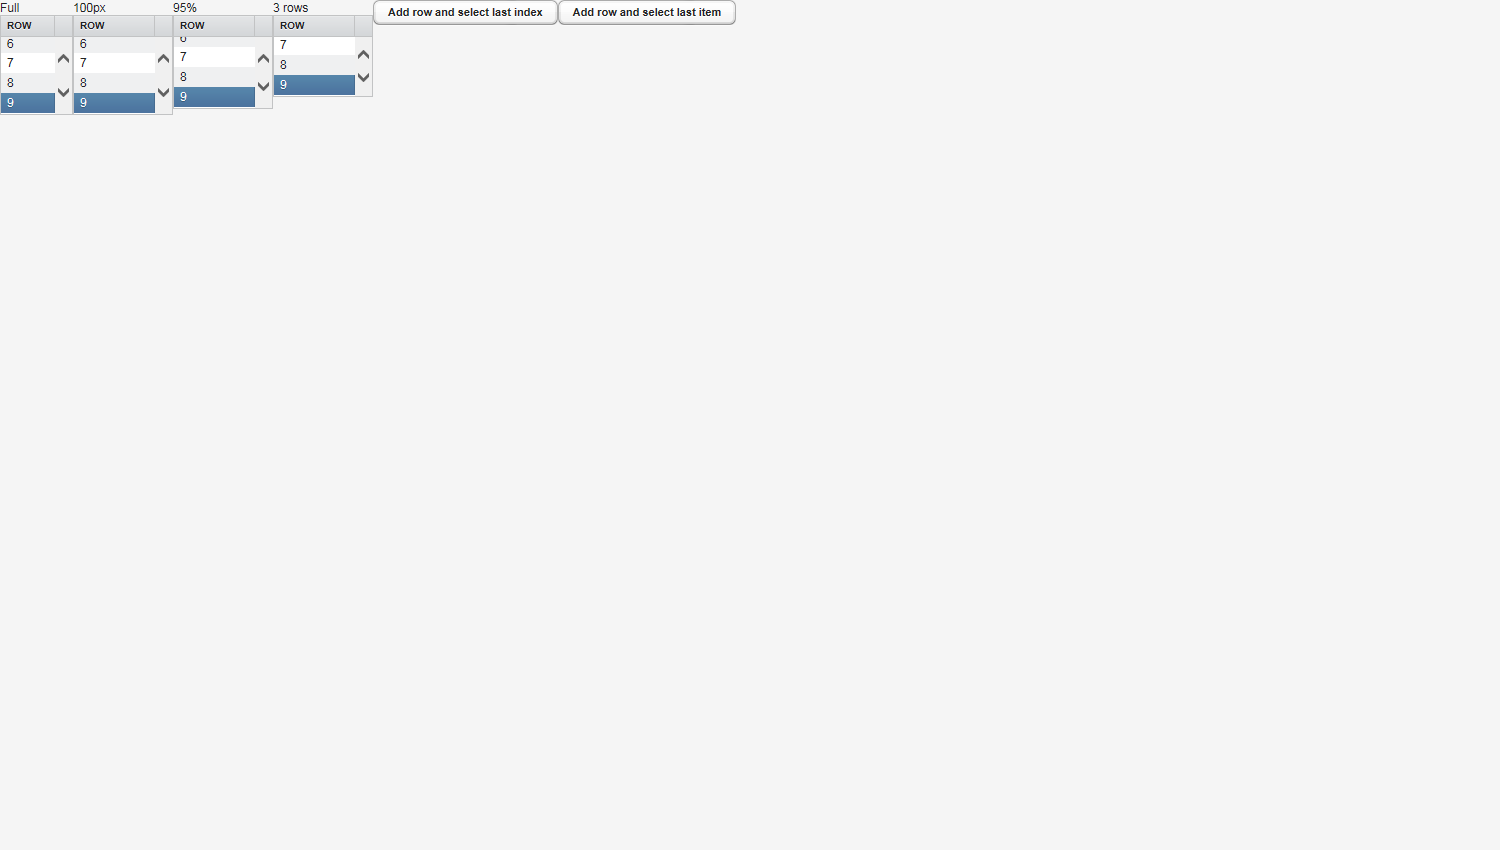 Full 100px 95% 3 rows Add row and select last index Add row and select last item
ROW ROW ROW ROW
6 6 6 7
7 7 7 8
8 8 8 9
9 9 9